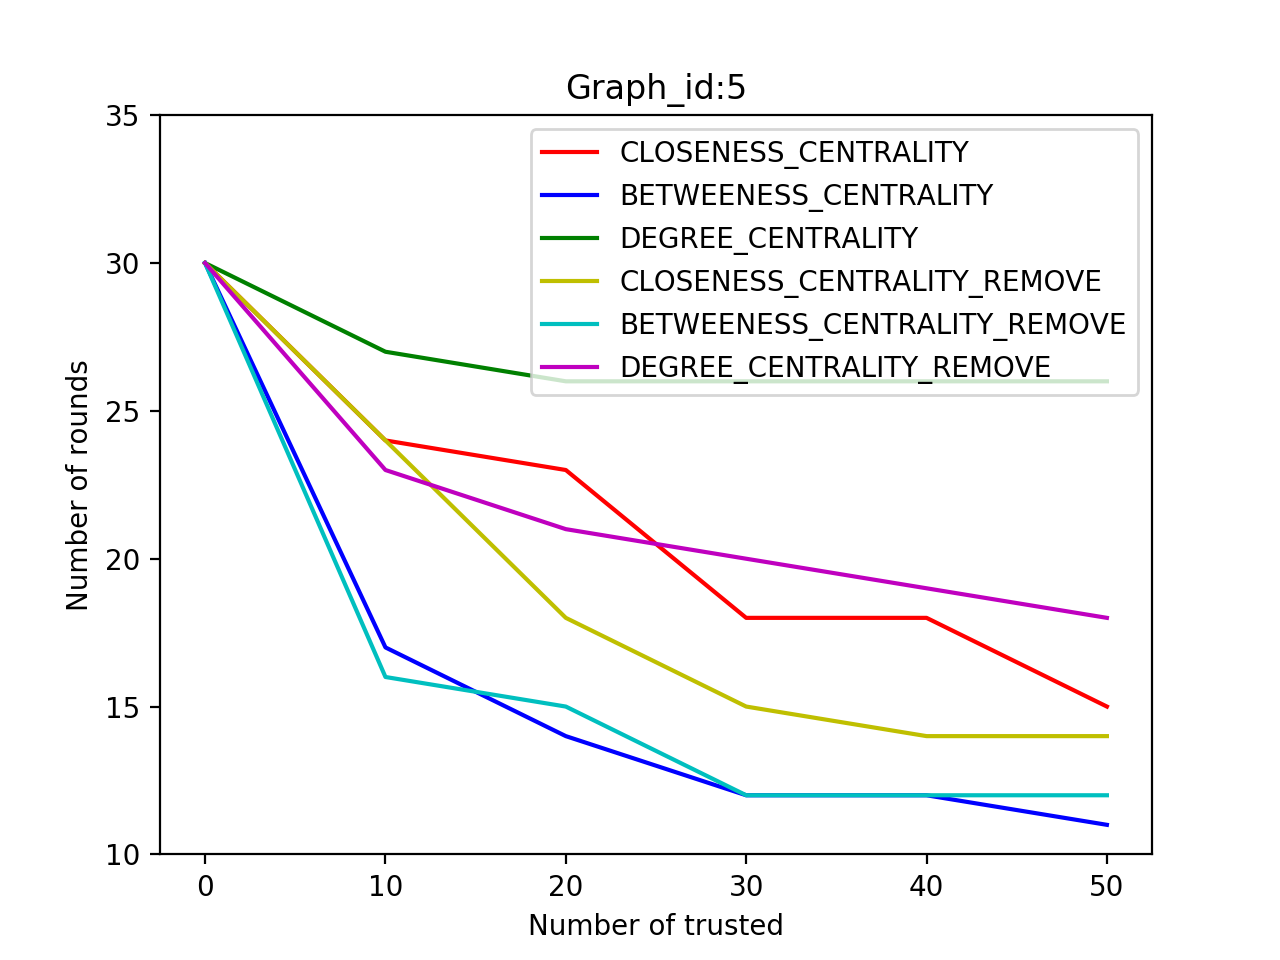 Graph_id:5
35
30
25
20
15
10
Number of rounds
CLOSENESS_CENTRALITY
BETWEENESS_CENTRALITY
DEGREE_CENTRALITY
CLOSENESS_CENTRALITY_REMOVE
BETWEENESS_CENTRALITY_REMOVE
DEGREE_CENTRALITY_REMOVE
0 10 20 30 40 50
Number of trusted